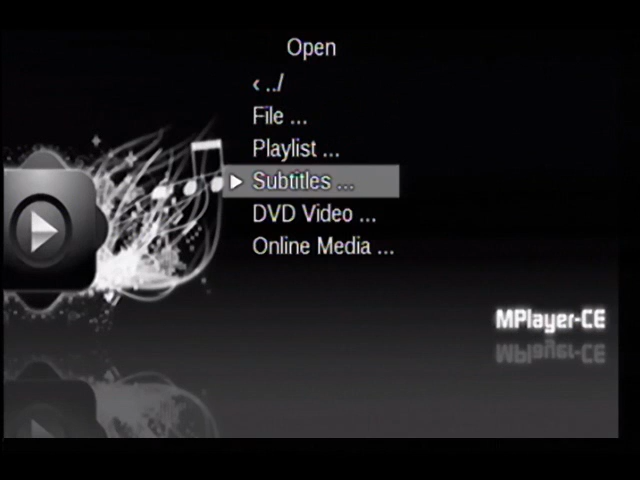 Open
‹ ../
File ...
Playlist ...
Subtitles ...
DVD Video ...
Online Media ...
MPlayer-CE